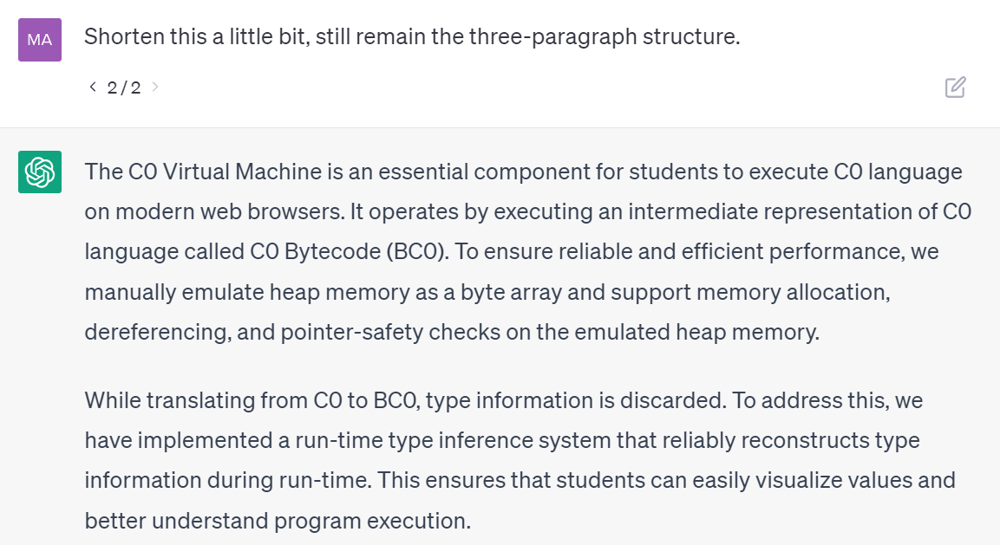 MA
Shorten this a little bit, still remain the three-paragraph structure.
< 2 / 2 >
The C0 Virtual Machine is an essential component for students to execute C0 language
on modern web browsers. It operates by executing an intermediate representation of C0
language called C0 Bytecode (BC0). To ensure reliable and efficient performance, we
manually emulate heap memory as a byte array and support memory allocation,
dereferencing, and pointer-safety checks on the emulated heap memory.
While translating from C0 to BC0, type information is discarded. To address this, we
have implemented a run-time type inference system that reliably reconstructs type
information during run-time. This ensures that students can easily visualize values and
better understand program execution.